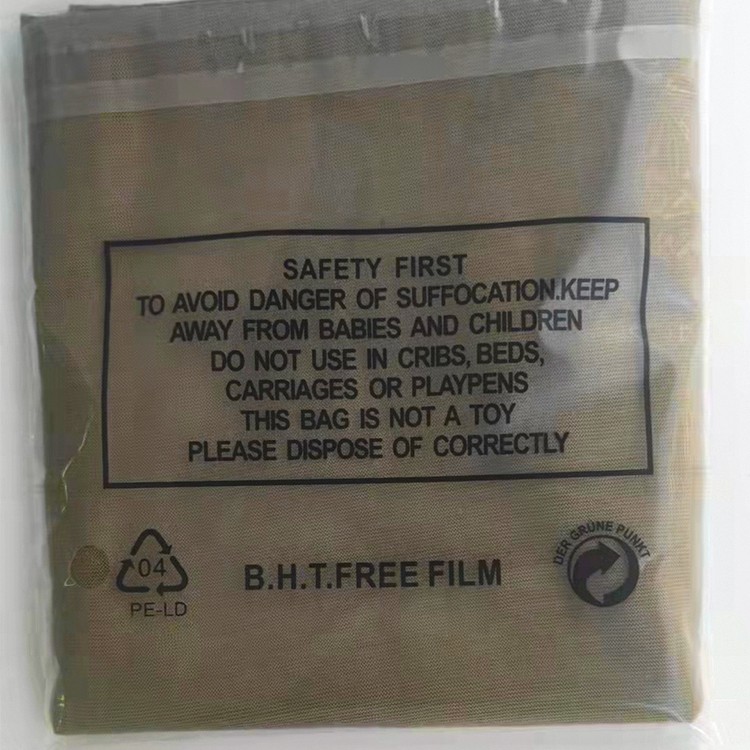 SAFETY FIRST
TO AVOID DANGER OF SUFFOCATION.KEEP
AWAY FROM BABIES AND CHILDREN
DO NOT USE IN CRIBS, BEDS,
CARRIAGES OR PLAYPENS
THIS BAG IS NOT A TOY
PLEASE DISPOSE OF CORRECTLY
04
PE-LD
B.H.T.FREE FILM
DER GRÜNE PUNKT